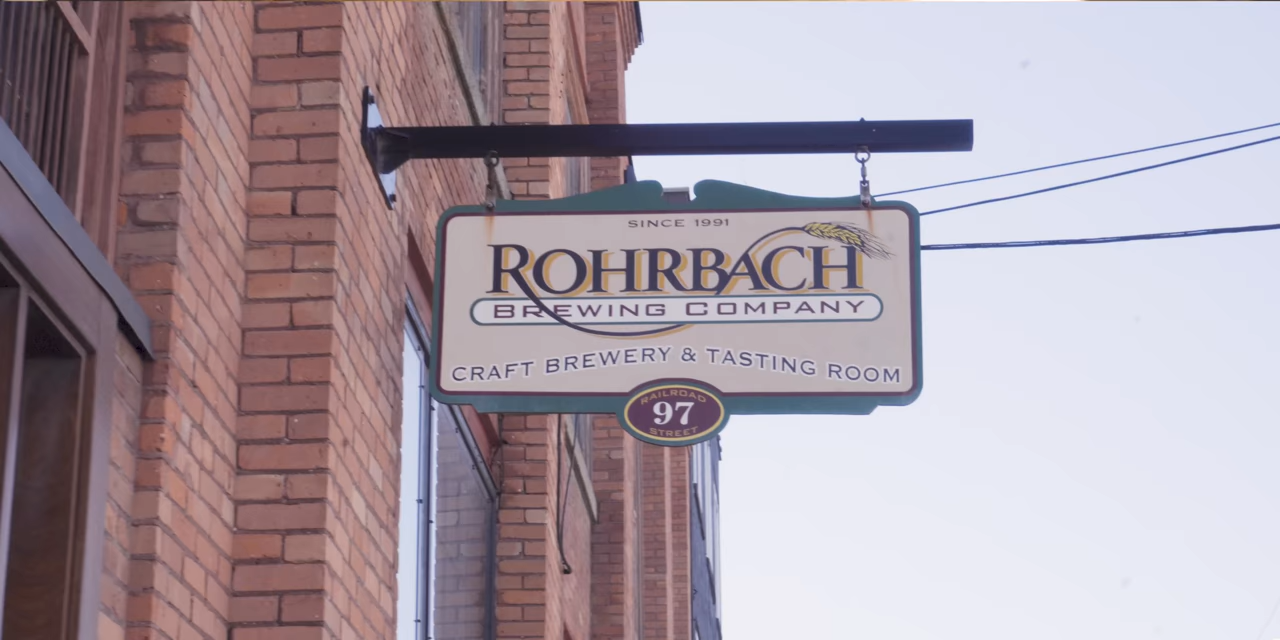 SINCE 1991
ROHRBACH
BREWING COMPANY
CRAFT BREWERY & TASTING ROOM
RAILROAD
97
STREET